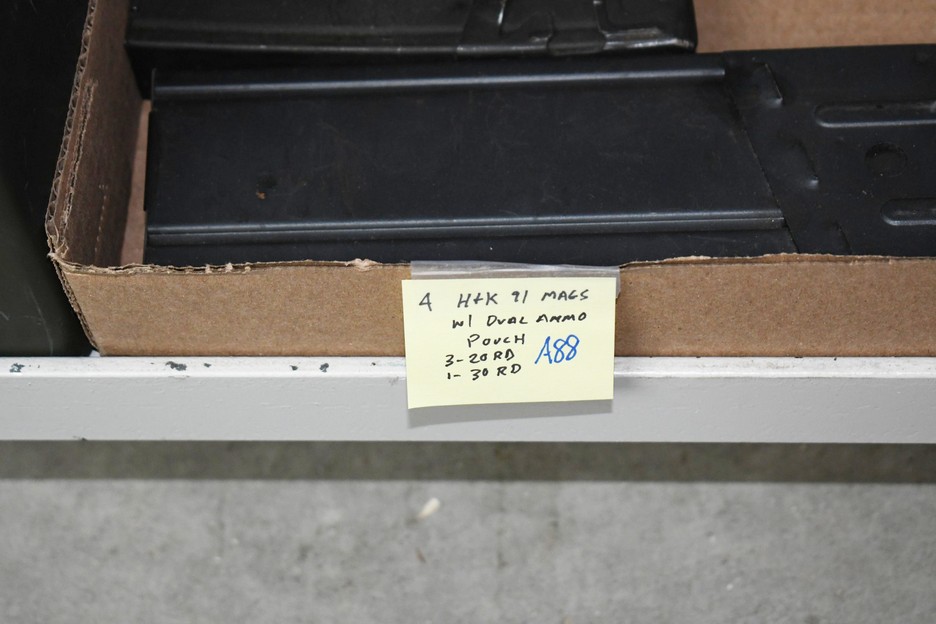 4 H+K 91 MAGS
W/ DUAL AMMO
POUCH
3-20 RD A88
1- 30 RD